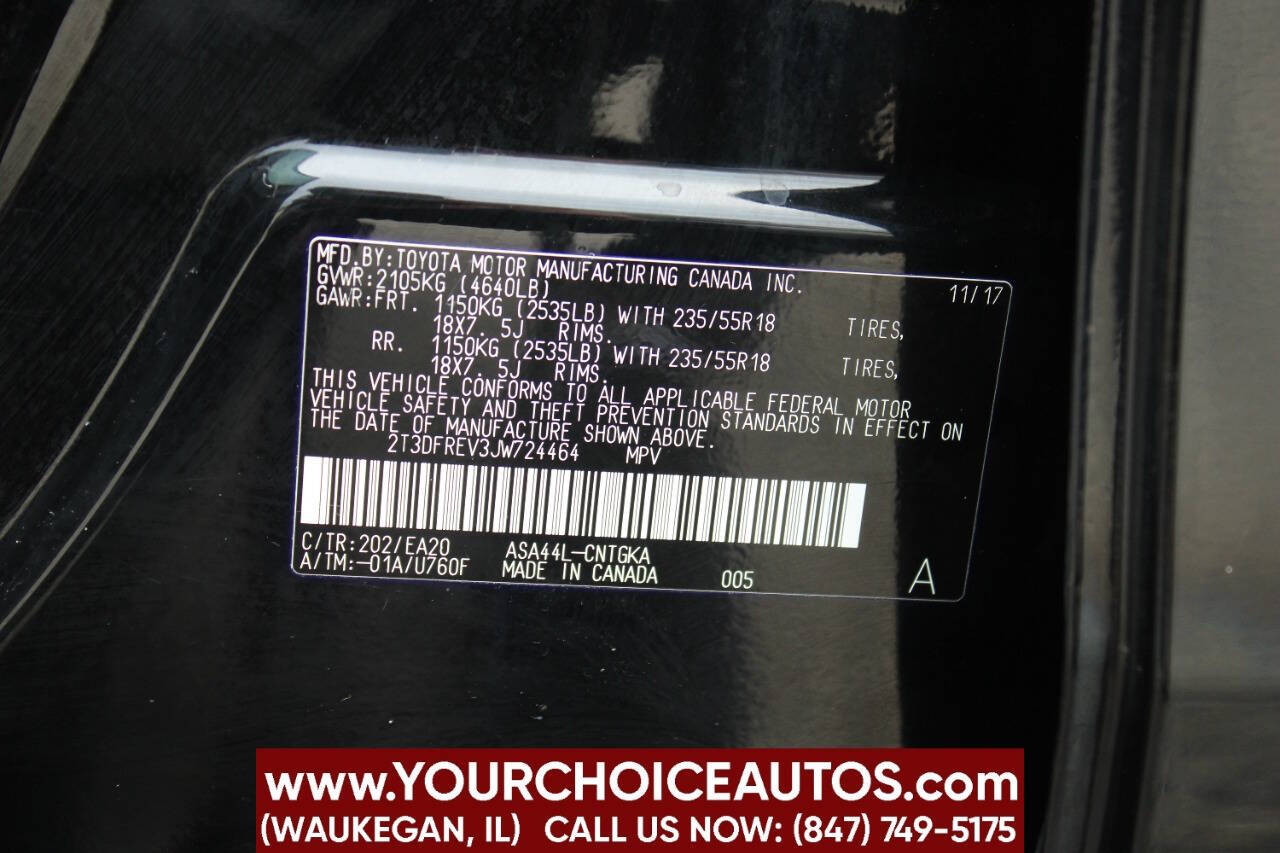 MFD.BY:TOYOTA MOTOR MANUFACTURING CANADA INC. 11/17
GVWR:2105KG (4640LB)
GAWR:FRT. 1150KG (2535LB) WITH 235/55R18 TIRES,
18X7. 5J RIMS.
RR. 1150KG (2535LB) WITH 235/55R18 TIRES,
18X7. 5J RIMS.
THIS VEHICLE CONFORMS TO ALL APPLICABLE FEDERAL MOTOR
VEHICLE SAFETY AND THEFT PREVENTION STANDARDS IN EFFECT ON
THE DATE OF MANUFACTURE SHOWN ABOVE.
2T3DFREV3JW724464 MPV
C/TR:202/EA20 ASA44L-CNTGKA
A/TM:-01A/U760F MADE IN CANADA 005 A
www.YOURCHOICEAUTOS.com
(WAUKEGAN, IL) CALL US NOW: (847) 749-5175